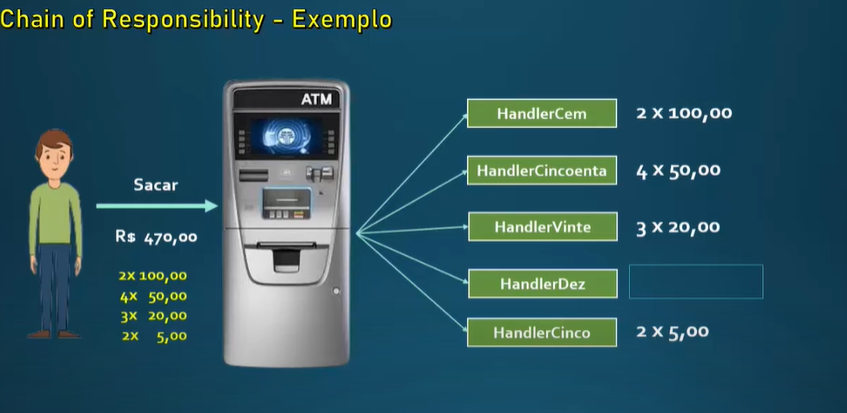 Chain of Responsibility - Exemplo
ATM
Sacar
R$ 470,00
2x 100,00
4x 50,00
3x 20,00
2x 5,00
HandlerCem 2 X 100,00
HandlerCincoenta 4 X 50,00
HandlerVinte 3 X 20,00
HandlerDez
HandlerCinco 2 X 5,00